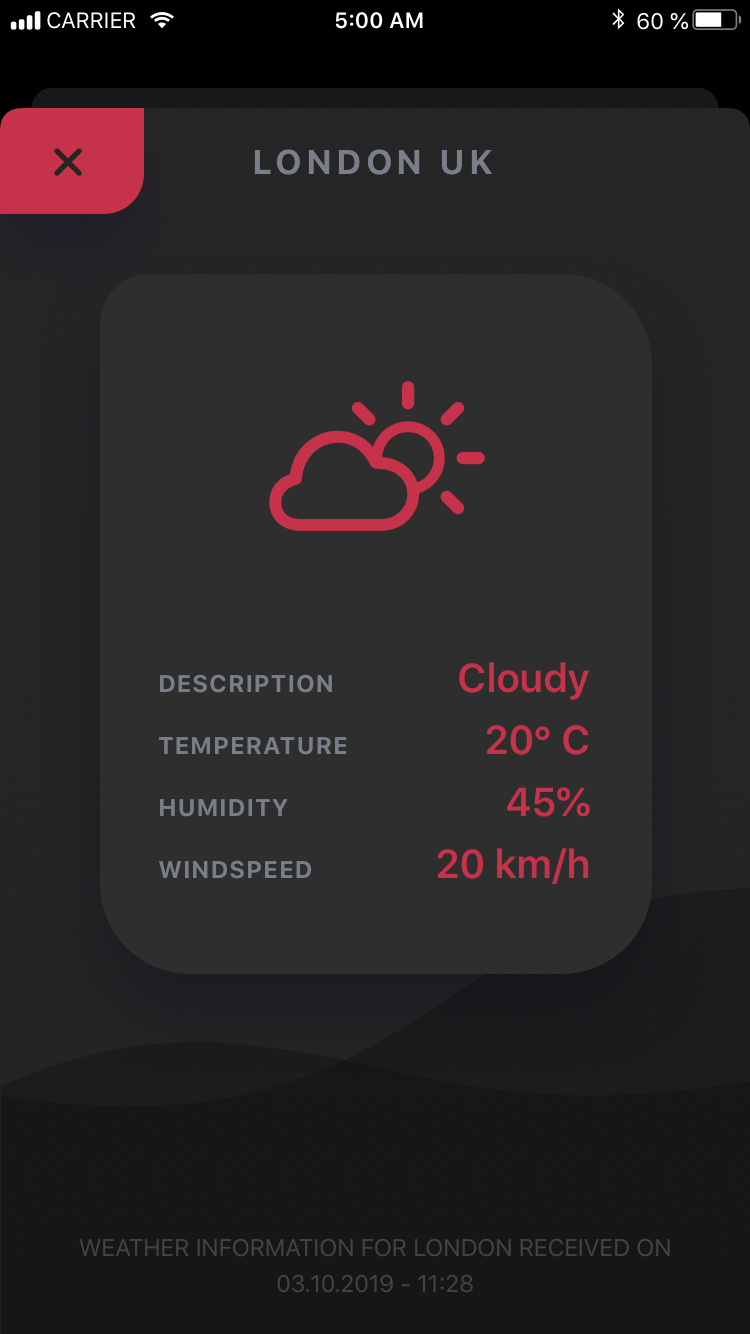 CARRIER 5:00 AM 60 %
LONDON UK
DESCRIPTION Cloudy
TEMPERATURE 20° C
HUMIDITY 45%
WINDSPEED 20 km/h
WEATHER INFORMATION FOR LONDON RECEIVED ON
03.10.2019 - 11:28